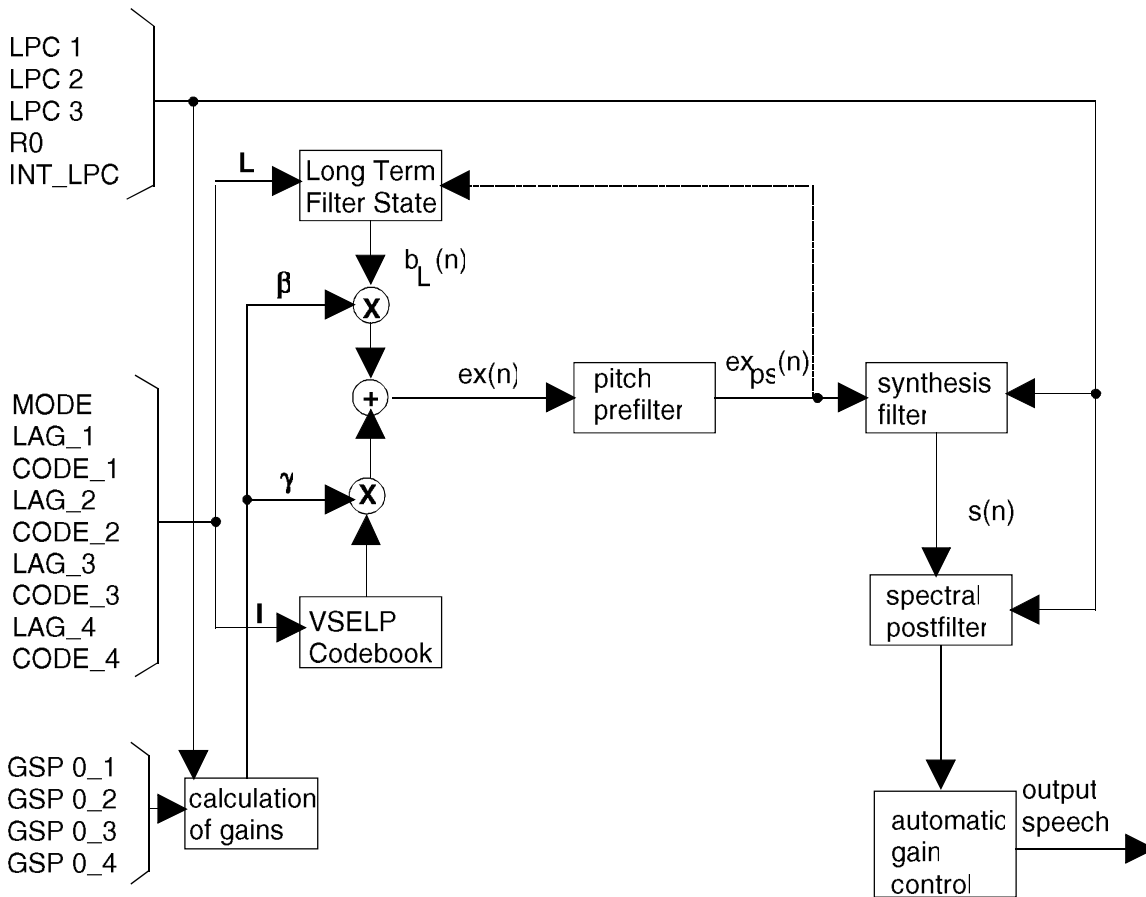 LPC 1
LPC 2
LPC 3
R0
INT_LPC
L
Long Term
Filter State
b_L (n)
β
X
+
ex(n)
pitch
prefilter
ex_ps(n)
synthesis
filter
MODE
LAG_1
CODE_1
LAG_2
CODE_2
LAG_3
CODE_3
LAG_4
CODE_4
γ
X
s(n)
I
VSELP
Codebook
spectral
postfilter
GSP 0_1
GSP 0_2
GSP 0_3
GSP 0_4
calculation
of gains
automatic
gain
control
output
speech